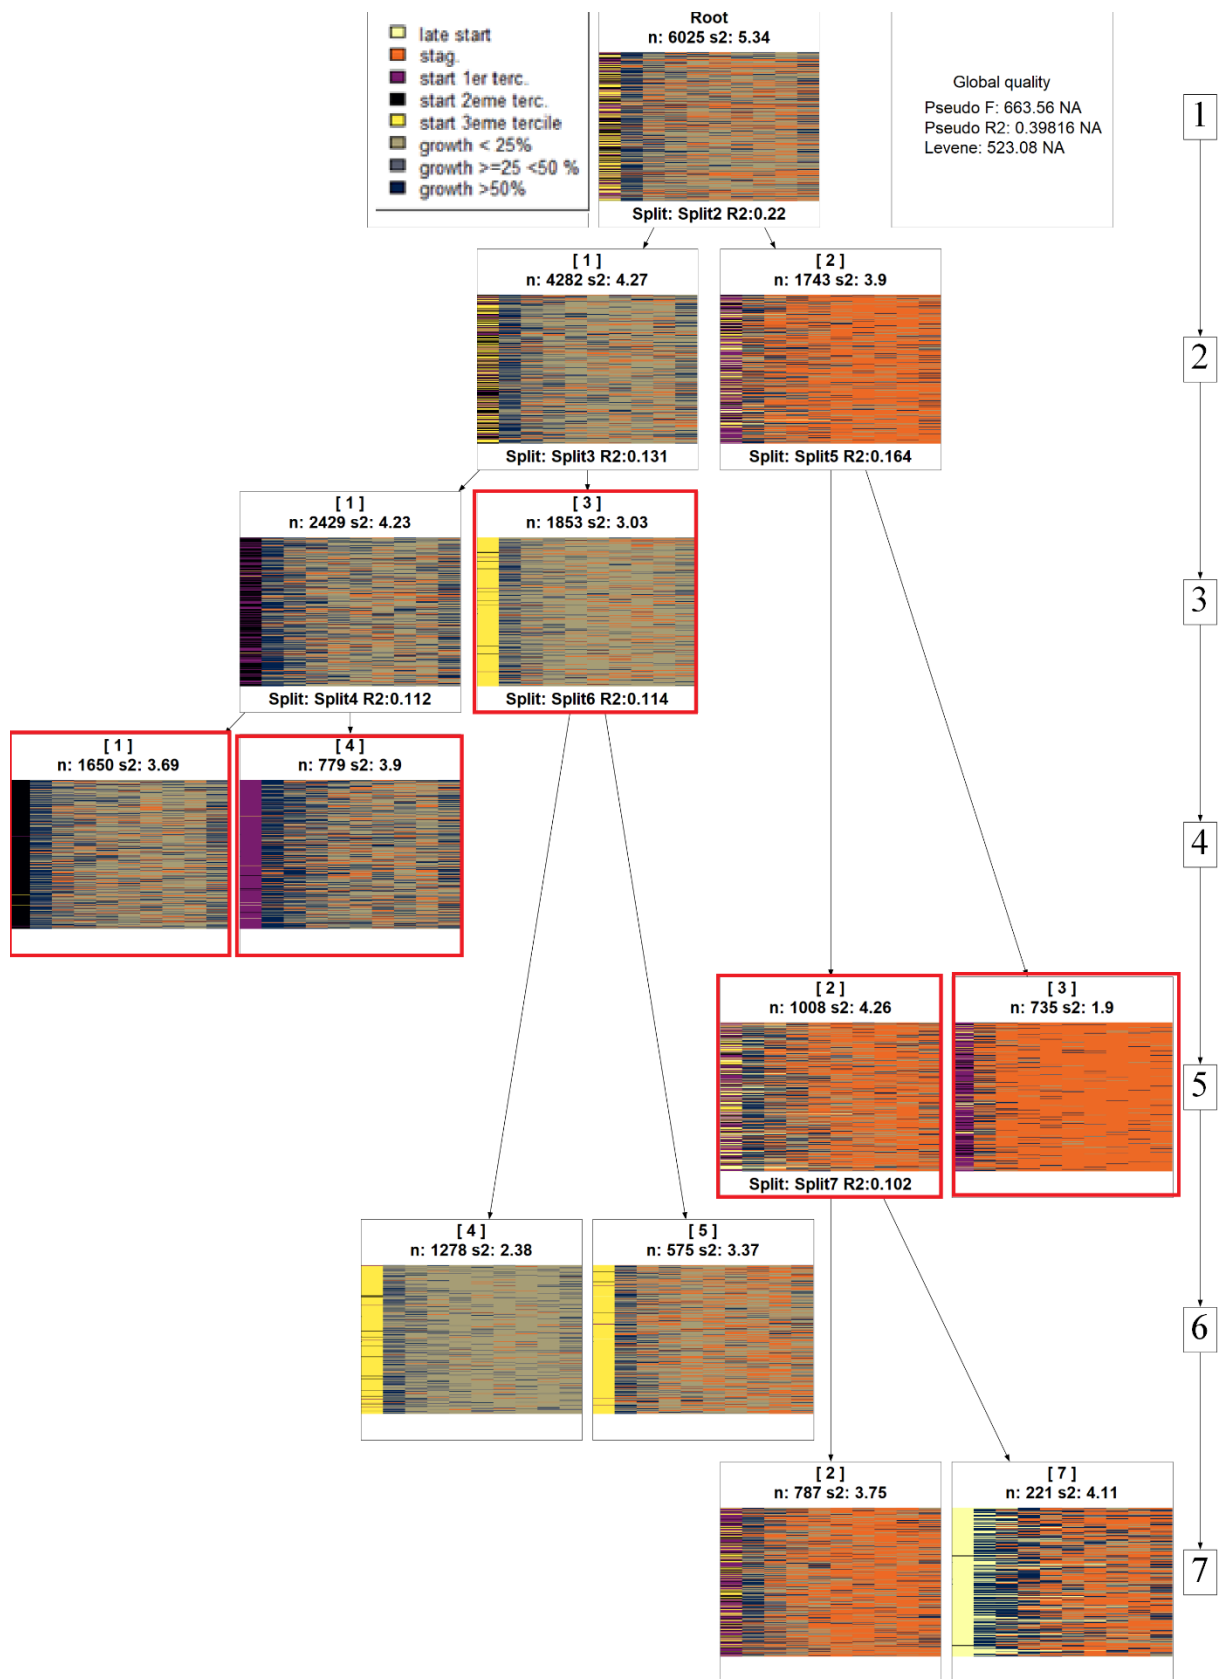 late start
stag.
start 1er terc.
start 2eme terc.
start 3eme tercile
growth < 25%
growth >=25 <50 %
growth >50%
Root
n: 6025 s2: 5.34
Split: Split2 R2:0.22
Global quality
Pseudo F: 663.56 NA
Pseudo R2: 0.39816 NA
Levene: 523.08 NA
1
[ 1 ]
n: 4282 s2: 4.27
Split: Split3 R2:0.131
[ 2 ]
n: 1743 s2: 3.9
Split: Split5 R2:0.164
2
[ 1 ]
n: 2429 s2: 4.23
Split: Split4 R2:0.112
[ 3 ]
n: 1853 s2: 3.03
Split: Split6 R2:0.114
3
[ 1 ]
n: 1650 s2: 3.69
[ 4 ]
n: 779 s2: 3.9
4
[ 2 ]
n: 1008 s2: 4.26
Split: Split7 R2:0.102
[ 3 ]
n: 735 s2: 1.9
5
[ 4 ]
n: 1278 s2: 2.38
[ 5 ]
n: 575 s2: 3.37
6
[ 2 ]
n: 787 s2: 3.75
[ 7 ]
n: 221 s2: 4.11
7